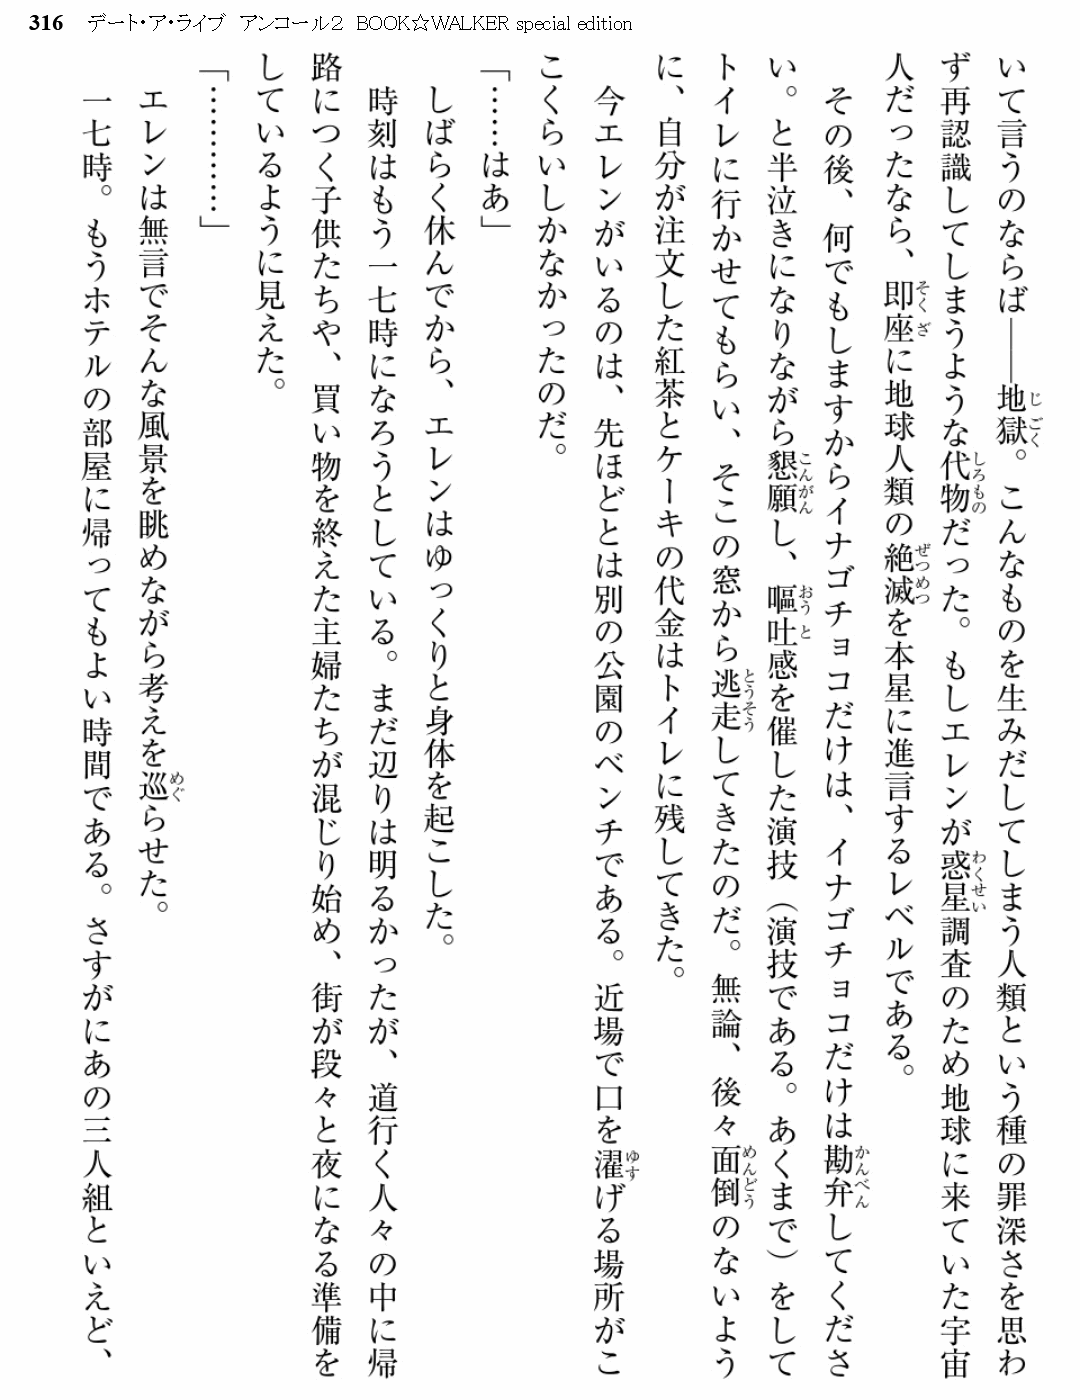 316 デート・ア・ライブ アンコール2 BOOK☆WALKER special edition
いて言うのならば――地獄。こんなものを生みだしてしまう人類という種の罪深さを思わ
ず再認識してしまうような代物だった。もしエレンが惑星調査のため地球に来ていた宇宙
人だったなら、即座に地球人類の絶滅を本星に進言するレベルである。
その後、何でもしますからイナゴチョコだけは、イナゴチョコだけは勘弁してくださ
い。と半泣きになりながら懇願し、嘔吐感を催した演技（演技である。あくまで）をして
トイレに行かせてもらい、そこの窓から逃走してきたのだ。無論、後々面倒のないよう
に、自分が注文した紅茶とケーキの代金はトイレに残してきた。
今エレンがいるのは、先ほどとは別の公園のベンチである。近場で口を濯げる場所がこ
こくらいしかなかったのだ。
「……はあ」
しばらく休んでから、エレンはゆっくりと身体を起こした。
時刻はもう一七時になろうとしている。まだ辺りは明るかったが、道行く人々の中に帰
路につく子供たちや、買い物を終えた主婦たちが混じり始め、街が段々と夜になる準備を
しているように見えた。
「…………」
エレンは無言でそんな風景を眺めながら考えを巡らせた。
一七時。もうホテルの部屋に帰ってもよい時間である。さすがにあの三人組といえど、